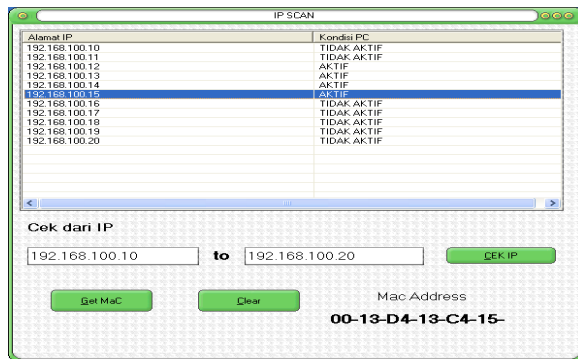 IP SCAN
Alamat IP Kondisi PC
192.168.100.10 TIDAK AKTIF
192.168.100.11 TIDAK AKTIF
192.168.100.12 AKTIF
192.168.100.13 AKTIF
192.168.100.14 AKTIF
192.168.100.15 AKTIF
192.168.100.16 TIDAK AKTIF
192.168.100.17 TIDAK AKTIF
192.168.100.18 TIDAK AKTIF
192.168.100.19 TIDAK AKTIF
192.168.100.20 TIDAK AKTIF
Cek dari IP
192.168.100.10 to 192.168.100.20 CEK IP
Get MaC Clear Mac Address
00-13-D4-13-C4-15-